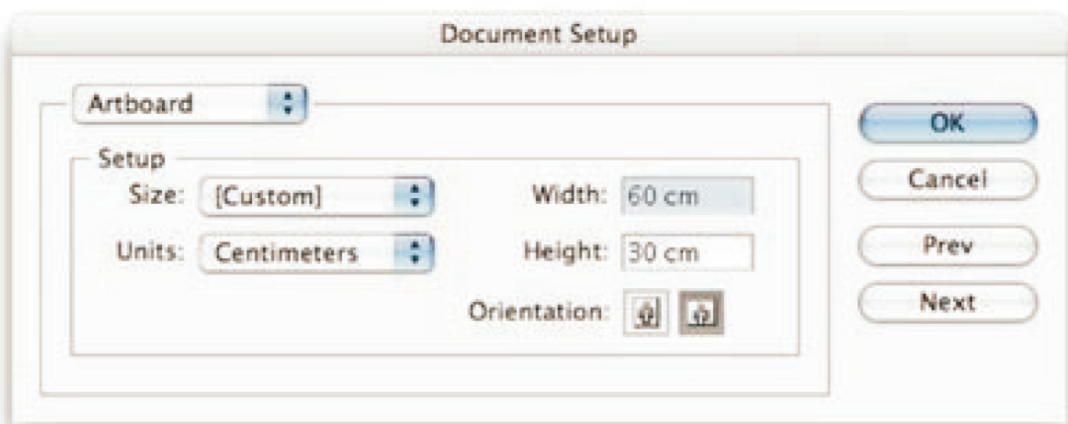 Document Setup
Artboard
Setup
Size: [Custom]
Width: 60 cm
Units: Centimeters
Height: 30 cm
Orientation:
OK
Cancel
Prev
Next